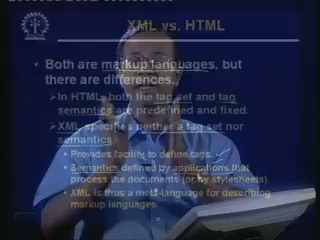 XML vs. HTML
• Both are markup languages, but
there are differences.
➢In HTML, both the tag set and tag
semantics are predefined and fixed.
➢XML specifies neither a tag set nor
semantics
• Provides facility to define tags.
• Semantics defined by applications that
process the documents (or by stylesheets).
• XML is thus a meta-language for describing
markup languages